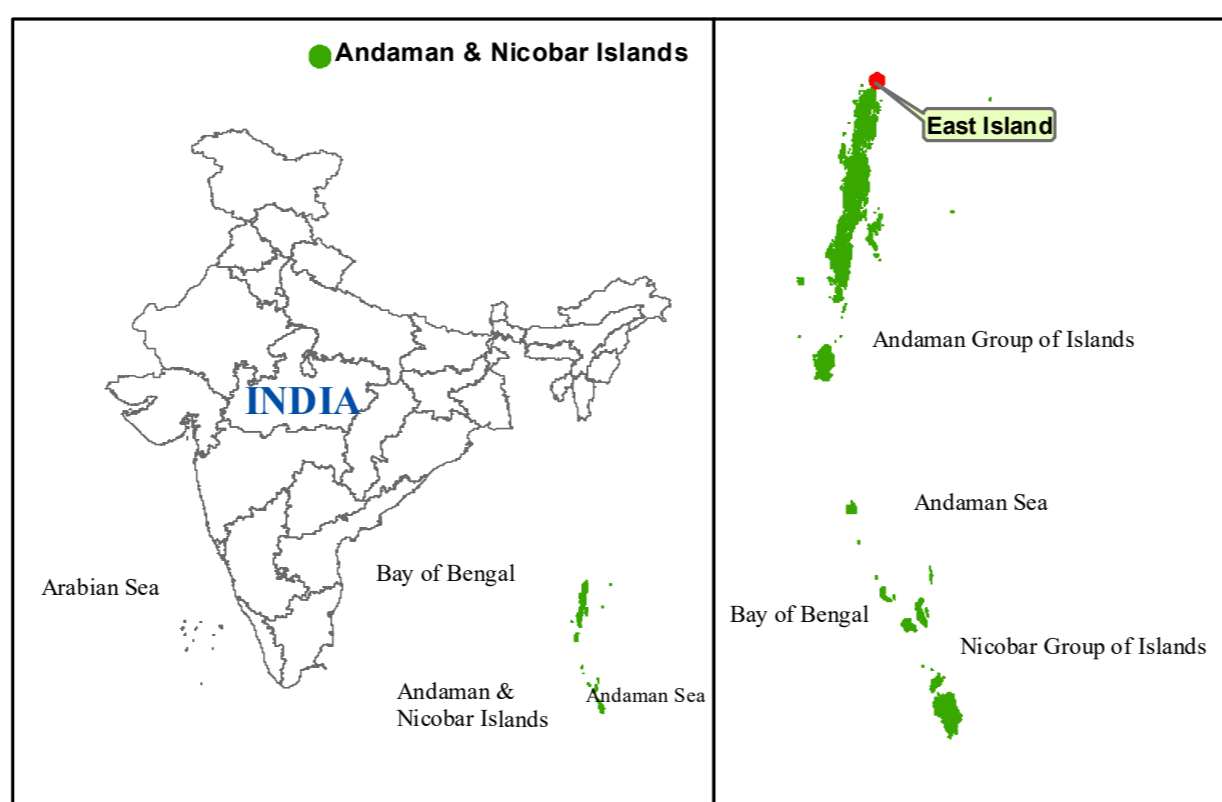 Andaman & Nicobar Islands
INDIA
Arabian Sea
Bay of Bengal
Andaman &
Nicobar Islands
Andaman Sea
East Island
Andaman Group of Islands
Andaman Sea
Bay of Bengal
Nicobar Group of Islands